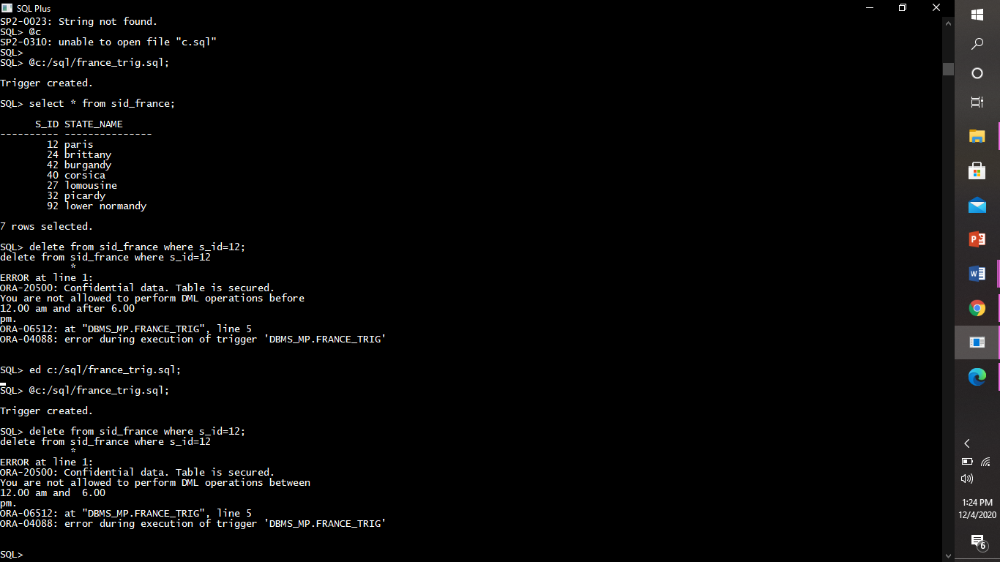 SQL Plus
SP2-0023: String not found.
SQL> @c
SP2-0310: unable to open file "c.sql"
SQL>
SQL> @c:/sql/france_trig.sql;
Trigger created.
SQL> select * from sid_france;
S_ID STATE_NAME
---------- ---------------
12 paris
24 brittany
42 burgandy
40 corsica
27 lomousine
32 picardy
92 lower normandy
7 rows selected.
SQL> delete from sid_france where s_id=12;
delete from sid_france where s_id=12
*
ERROR at line 1:
ORA-20500: Confidential data. Table is secured.
You are not allowed to perform DML operations before
12.00 am and after 6.00
pm.
ORA-06512: at "DBMS_MP.FRANCE_TRIG", line 5
ORA-04088: error during execution of trigger 'DBMS_MP.FRANCE_TRIG'
SQL> ed c:/sql/france_trig.sql;
SQL> @c:/sql/france_trig.sql;
Trigger created.
SQL> delete from sid_france where s_id=12;
delete from sid_france where s_id=12
*
ERROR at line 1:
ORA-20500: Confidential data. Table is secured.
You are not allowed to perform DML operations between
12.00 am and  6.00
pm.
ORA-06512: at "DBMS_MP.FRANCE_TRIG", line 5
ORA-04088: error during execution of trigger 'DBMS_MP.FRANCE_TRIG'
SQL>
P
W
1:24 PM
12/4/2020
6